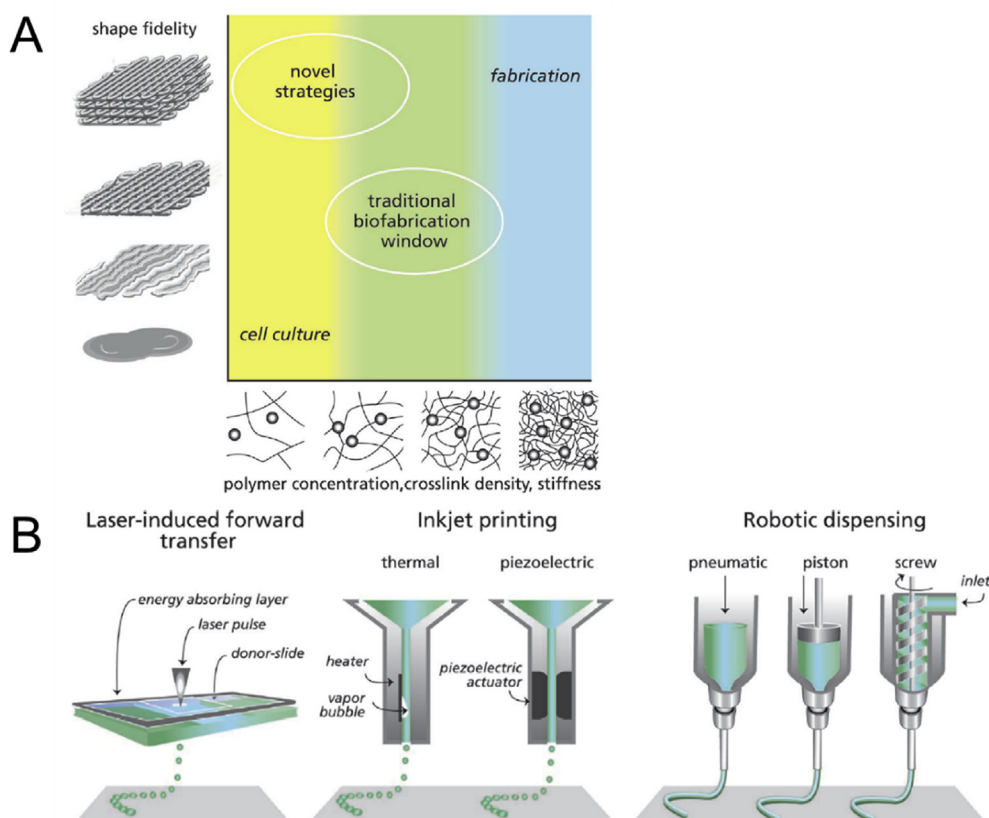 A
shape fidelity
novel
strategies
fabrication
traditional
biofabrication
window
cell culture
polymer concentration,crosslink density, stiffness
B
Laser-induced forward
transfer
energy absorbing layer
laser pulse
donor-slide
Inkjet printing
thermal
piezoelectric
heater
vapor
bubble
piezoelectric
actuator
Robotic dispensing
pneumatic
piston
screw
inlet